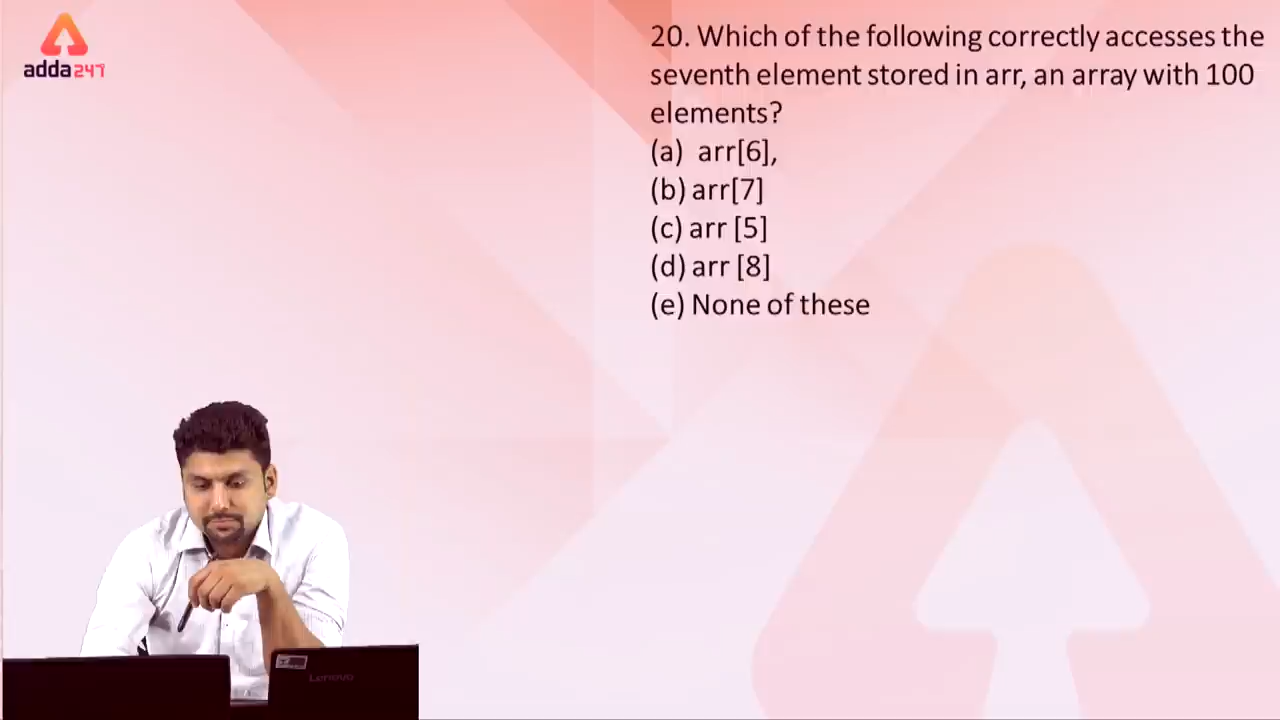 adda247
20. Which of the following correctly accesses the
seventh element stored in arr, an array with 100
elements?
(a) arr[6],
(b) arr[7]
(c) arr [5]
(d) arr [8]
(e) None of these
Lenovo